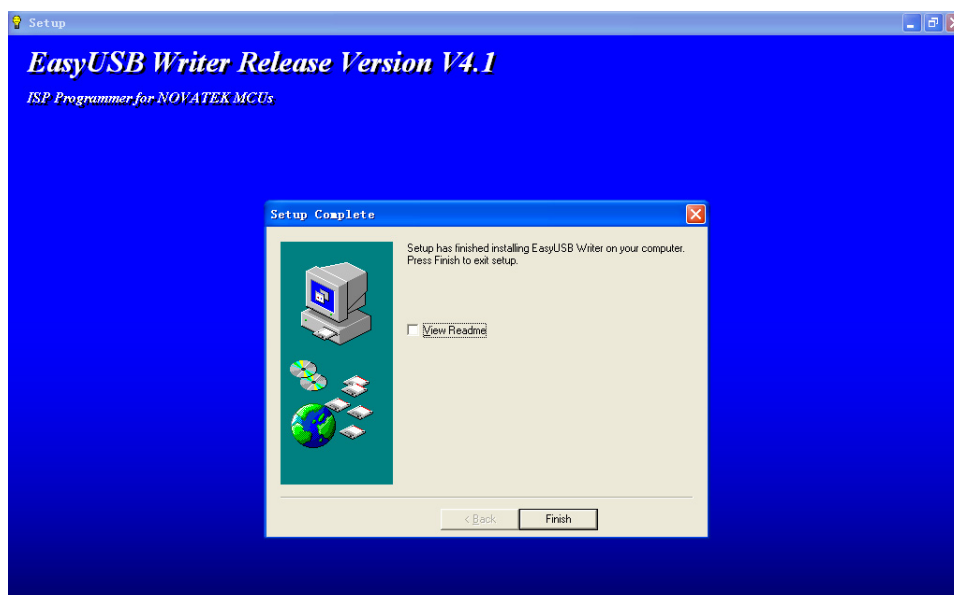 Setup
EasyUSB Writer Release Version V4.1
ISP Programmer for NOVATEK MCUs
Setup Complete
Setup has finished installing EasyUSB Writer on your computer.
Press Finish to exit setup.
View Readme
< Back
Finish